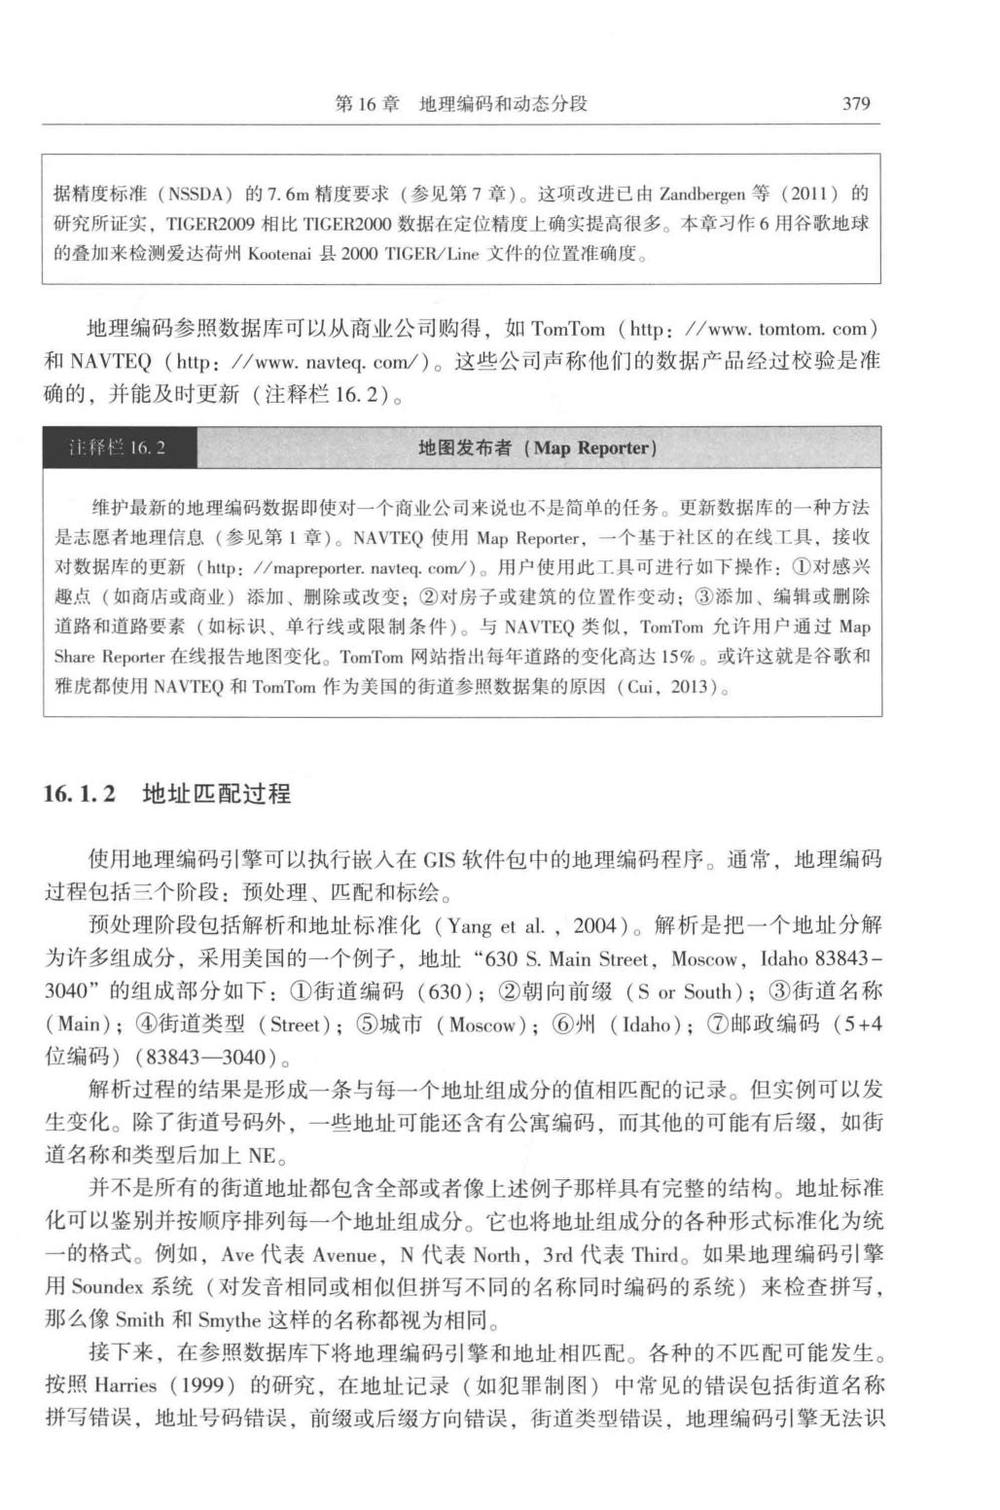 第 16 章　地理编码和动态分段　379
据精度标准（NSSDA）的 7.6m 精度要求（参见第 7 章）。这项改进已由 Zandbergen 等（2011）的
研究所证实，TIGER2009 相比 TIGER2000 数据在定位精度上确实提高很多。本章习作 6 用谷歌地球
的叠加来检测爱达荷州 Kootenai 县 2000 TIGER/Line 文件的位置准确度。
地理编码参照数据库可以从商业公司购得，如 TomTom（http：//www.tomtom.com）
和 NAVTEQ（http：//www.navteq.com/）。这些公司声称他们的数据产品经过校验是准
确的，并能及时更新（注释栏 16.2）。
注释栏 16.2　地图发布者（Map Reporter）
维护最新的地理编码数据即使对一个商业公司来说也不是简单的任务。更新数据库的一种方法
是志愿者地理信息（参见第 1 章）。NAVTEQ 使用 Map Reporter，一个基于社区的在线工具，接收
对数据库的更新（http：//mapreporter.navteq.com/）。用户使用此工具可进行如下操作：①对感兴
趣点（如商店或商业）添加、删除或改变；②对房子或建筑的位置作变动；③添加、编辑或删除
道路和道路要素（如标识、单行线或限制条件）。与 NAVTEQ 类似，TomTom 允许用户通过 Map
Share Reporter 在线报告地图变化。TomTom 网站指出每年道路的变化高达 15%。或许这就是谷歌和
雅虎都使用 NAVTEQ 和 TomTom 作为美国的街道参照数据集的原因（Cui，2013）。
16.1.2　地址匹配过程
使用地理编码引擎可以执行嵌入在 GIS 软件包中的地理编码程序。通常，地理编码
过程包括三个阶段：预处理、匹配和标绘。
预处理阶段包括解析和地址标准化（Yang et al.，2004）。解析是把一个地址分解
为许多组成分，采用美国的一个例子，地址“630 S. Main Street，Moscow，Idaho 83843-
3040”的组成部分如下：①街道编码（630）；②朝向前缀（S or South）；③街道名称
（Main）；④街道类型（Street）；⑤城市（Moscow）；⑥州（Idaho）；⑦邮政编码（5+4
位编码）（83843—3040）。
解析过程的结果是形成一条与每一个地址组成分的值相匹配的记录。但实例可以发
生变化。除了街道号码外，一些地址可能还含有公寓编码，而其他的可能有后缀，如街
道名称和类型后加上 NE。
并不是所有的街道地址都包含全部或者像上述例子那样具有完整的结构。地址标准
化可以鉴别并按顺序排列每一个地址组成分。它也将地址组成分的各种形式标准化为统
一的格式。例如，Ave 代表 Avenue，N 代表 North，3rd 代表 Third。如果地理编码引擎
用 Soundex 系统（对发音相同或相似但拼写不同的名称同时编码的系统）来检查拼写，
那么像 Smith 和 Smythe 这样的名称都视为相同。
接下来，在参照数据库下将地理编码引擎和地址相匹配。各种的不匹配可能发生。
按照 Harries（1999）的研究，在地址记录（如犯罪制图）中常见的错误包括街道名称
拼写错误，地址号码错误，前缀或后缀方向错误，街道类型错误，地理编码引擎无法识